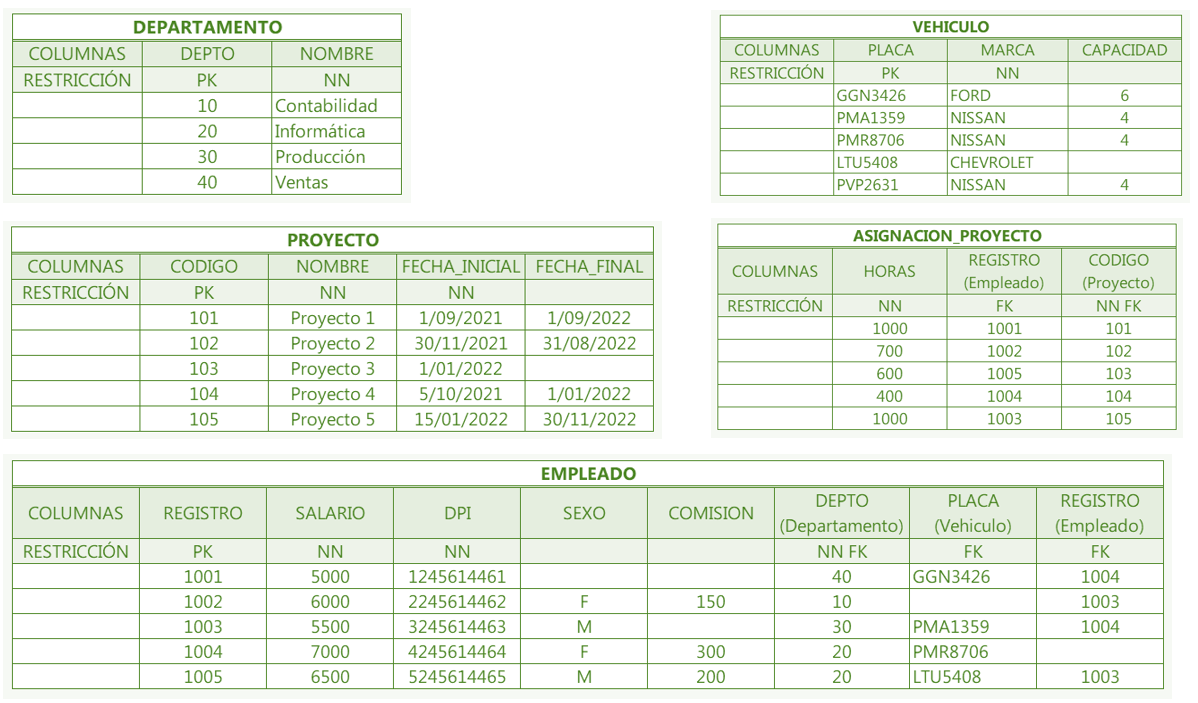 DEPARTAMENTO
COLUMNAS DEPTO NOMBRE
RESTRICCIÓN PK NN
10 Contabilidad
20 Informática
30 Producción
40 Ventas
VEHICULO
COLUMNAS PLACA MARCA CAPACIDAD
RESTRICCIÓN PK NN
GGN3426 FORD 6
PMA1359 NISSAN 4
PMR8706 NISSAN 4
LTU5408 CHEVROLET
PVP2631 NISSAN 4
PROYECTO
COLUMNAS CODIGO NOMBRE FECHA_INICIAL FECHA_FINAL
RESTRICCIÓN PK NN NN
101 Proyecto 1 1/09/2021 1/09/2022
102 Proyecto 2 30/11/2021 31/08/2022
103 Proyecto 3 1/01/2022
104 Proyecto 4 5/10/2021 1/01/2022
105 Proyecto 5 15/01/2022 30/11/2022
ASIGNACION_PROYECTO
COLUMNAS HORAS REGISTRO (Empleado) CODIGO (Proyecto)
RESTRICCIÓN NN FK NN FK
1000 1001 101
700 1002 102
600 1005 103
400 1004 104
1000 1003 105
EMPLEADO
COLUMNAS REGISTRO SALARIO DPI SEXO COMISION DEPTO (Departamento) PLACA (Vehiculo) REGISTRO (Empleado)
RESTRICCIÓN PK NN NN NN FK FK FK
1001 5000 1245614461 40 GGN3426 1004
1002 6000 2245614462 F 150 10 1003
1003 5500 3245614463 M 30 PMA1359 1004
1004 7000 4245614464 F 300 20 PMR8706
1005 6500 5245614465 M 200 20 LTU5408 1003